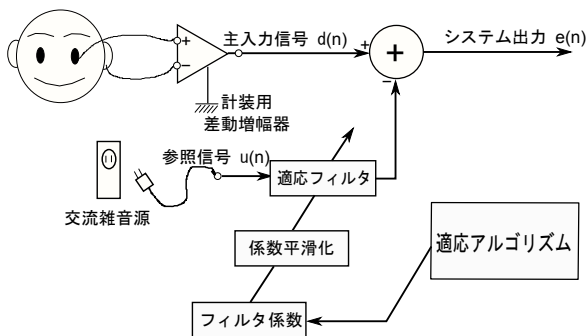 主入力信号 d(n)
システム出力 e(n)
計装用
差動増幅器
参照信号 u(n)
適応フィルタ
交流雑音源
係数平滑化
適応アルゴリズム
フィルタ係数